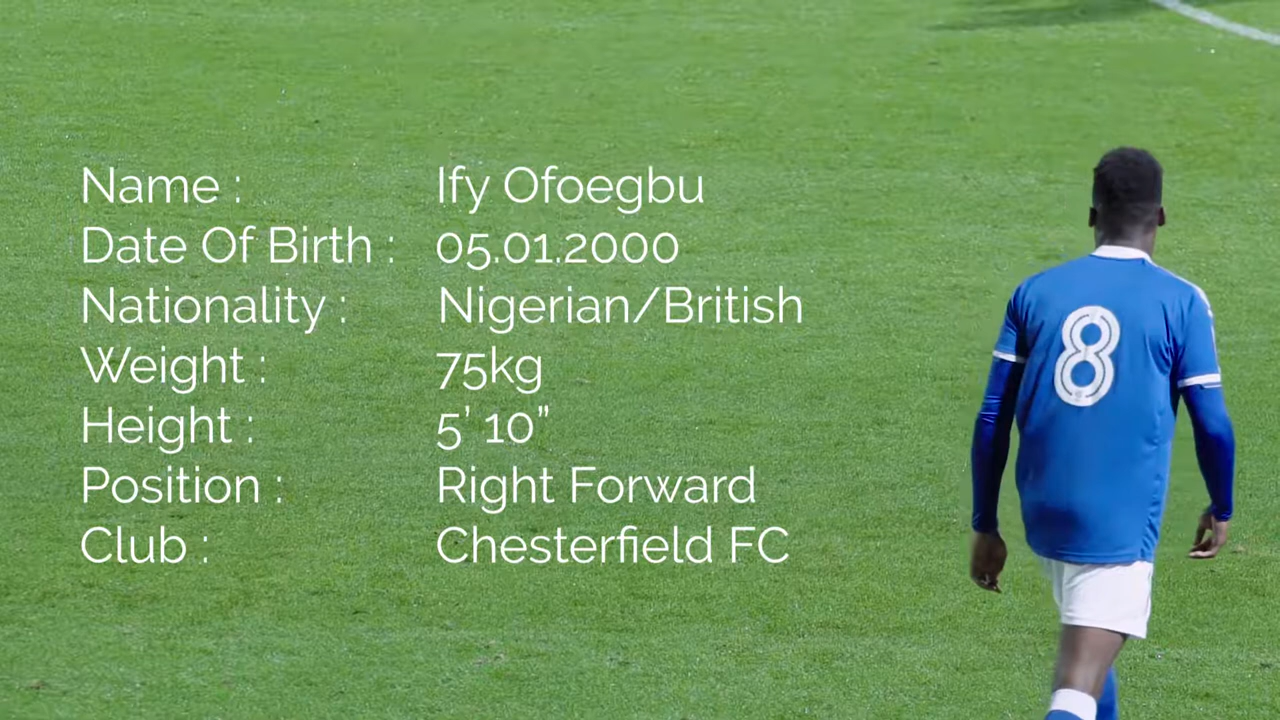 Name : Ify Ofoegbu
Date Of Birth : 05.01.2000
Nationality : Nigerian/British
Weight : 75kg
Height : 5’ 10”
Position : Right Forward
Club : Chesterfield FC
8